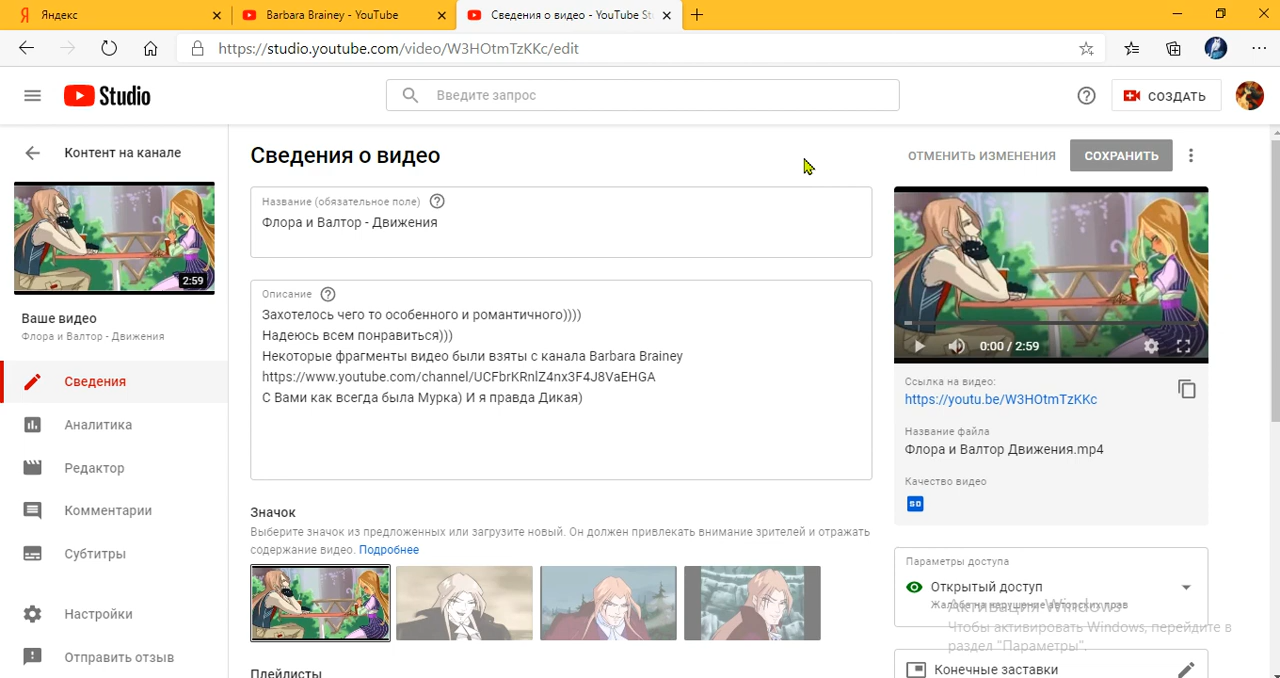 Яндекс
Barbara Brainey - YouTube
Сведения о видео - YouTube St
https://studio.youtube.com/video/W3HOtmTzKKc/edit
Studio
Введите запрос
СОЗДАТЬ
Контент на канале
Сведения о видео
ОТМЕНИТЬ ИЗМЕНЕНИЯ
СОХРАНИТЬ
2:59
Ваше видео
Флора и Валтор - Движения
Сведения
Аналитика
Редактор
Комментарии
Субтитры
Настройки
Отправить отзыв
Название (обязательное поле)
Флора и Валтор - Движения
Описание
Захотелось чего то особенного и романтичного))))
Надеюсь всем понравиться)))
Некоторые фрагменты видео были взяты с канала Barbara Brainey
https://www.youtube.com/channel/UCFbrKRnlZ4nx3F4J8VaEHGA
С Вами как всегда была Мурка) И я правда Дикая)
Значок
Выберите значок из предложенных или загрузите новый. Он должен привлекать внимание зрителей и отражать
содержание видео. Подробнее
Плейлисты
0:00 / 2:59
Ссылка на видео:
https://youtu.be/W3HOtmTzKKc
Название файла
Флора и Валтор Движения.mp4
Качество видео
SD
Параметры доступа
Открытый доступ
Жалоба на нарушение авторских прав
Активация Windows
Чтобы активировать Windows, перейдите в
раздел "Параметры".
Конечные заставки